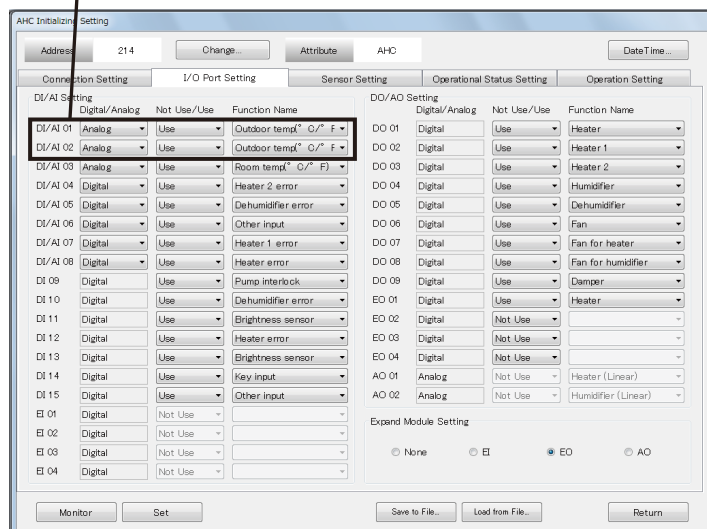 AHC Initializing Setting
Address 214 Change... Attribute AHC DateTime...
Connection Setting I/O Port Setting Sensor Setting Operational Status Setting Operation Setting
DI/AI Setting
Digital/Analog Not Use/Use Function Name
DI/AI 01 Analog Use Outdoor temp(° C/° F
DI/AI 02 Analog Use Outdoor temp(° C/° F
DI/AI 03 Analog Use Room temp(° C/° F)
DI/AI 04 Digital Use Heater 2 error
DI/AI 05 Digital Use Dehumidifier error
DI/AI 06 Digital Use Other input
DI/AI 07 Digital Use Heater 1 error
DI/AI 08 Digital Use Heater error
DI 09 Digital Use Pump interlock
DI 10 Digital Use Dehumidifier error
DI 11 Digital Use Brightness sensor
DI 12 Digital Use Heater error
DI 13 Digital Use Brightness sensor
DI 14 Digital Use Key input
DI 15 Digital Use Other input
EI 01 Digital Not Use
EI 02 Digital Not Use
EI 03 Digital Not Use
EI 04 Digital Not Use
DO/AO Setting
Digital/Analog Not Use/Use Function Name
DO 01 Digital Use Heater
DO 02 Digital Use Heater 1
DO 03 Digital Use Heater 2
DO 04 Digital Use Humidifier
DO 05 Digital Use Dehumidifier
DO 06 Digital Use Fan
DO 07 Digital Use Fan for heater
DO 08 Digital Use Fan for humidifier
DO 09 Digital Use Damper
EO 01 Digital Use Heater
EO 02 Digital Not Use
EO 03 Digital Not Use
EO 04 Digital Not Use
AO 01 Analog Not Use Heater (Linear)
AO 02 Analog Not Use Humidifier (Linear)
Expand Module Setting
None EI EO AO
Monitor Set Save to File... Load from File... Return